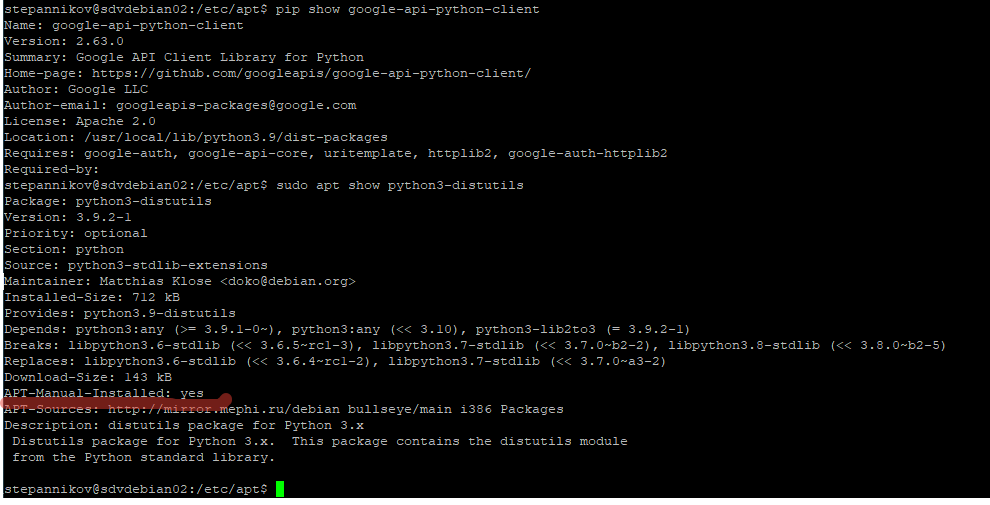 stepannikov@sdvdebian02:/etc/apt$ pip show google-api-python-client
Name: google-api-python-client
Version: 2.63.0
Summary: Google API Client Library for Python
Home-page: https://github.com/googleapis/google-api-python-client/
Author: Google LLC
Author-email: googleapis-packages@google.com
License: Apache 2.0
Location: /usr/local/lib/python3.9/dist-packages
Requires: google-auth, google-api-core, uritemplate, httplib2, google-auth-httplib2
Required-by:
stepannikov@sdvdebian02:/etc/apt$ sudo apt show python3-distutils
Package: python3-distutils
Version: 3.9.2-1
Priority: optional
Section: python
Source: python3-stdlib-extensions
Maintainer: Matthias Klose <doko@debian.org>
Installed-Size: 712 kB
Provides: python3.9-distutils
Depends: python3:any (>= 3.9.1-0~), python3:any (<< 3.10), python3-lib2to3 (= 3.9.2-1)
Breaks: libpython3.6-stdlib (<< 3.6.5~rc1-3), libpython3.7-stdlib (<< 3.7.0~b2-2), libpython3.8-stdlib (<< 3.8.0~b2-5)
Replaces: libpython3.6-stdlib (<< 3.6.4~rc1-2), libpython3.7-stdlib (<< 3.7.0~a3-2)
Download-Size: 143 kB
APT-Manual-Installed: yes
APT-Sources: http://mirror.mephi.ru/debian bullseye/main i386 Packages
Description: distutils package for Python 3.x
 Distutils package for Python 3.x.  This package contains the distutils module
 from the Python standard library.
stepannikov@sdvdebian02:/etc/apt$